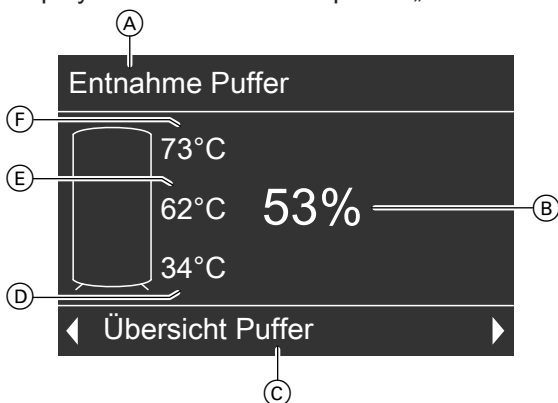 A
Entnahme Puffer
F
73°C
E
62°C 53%
B
34°C
D
Übersicht Puffer
C